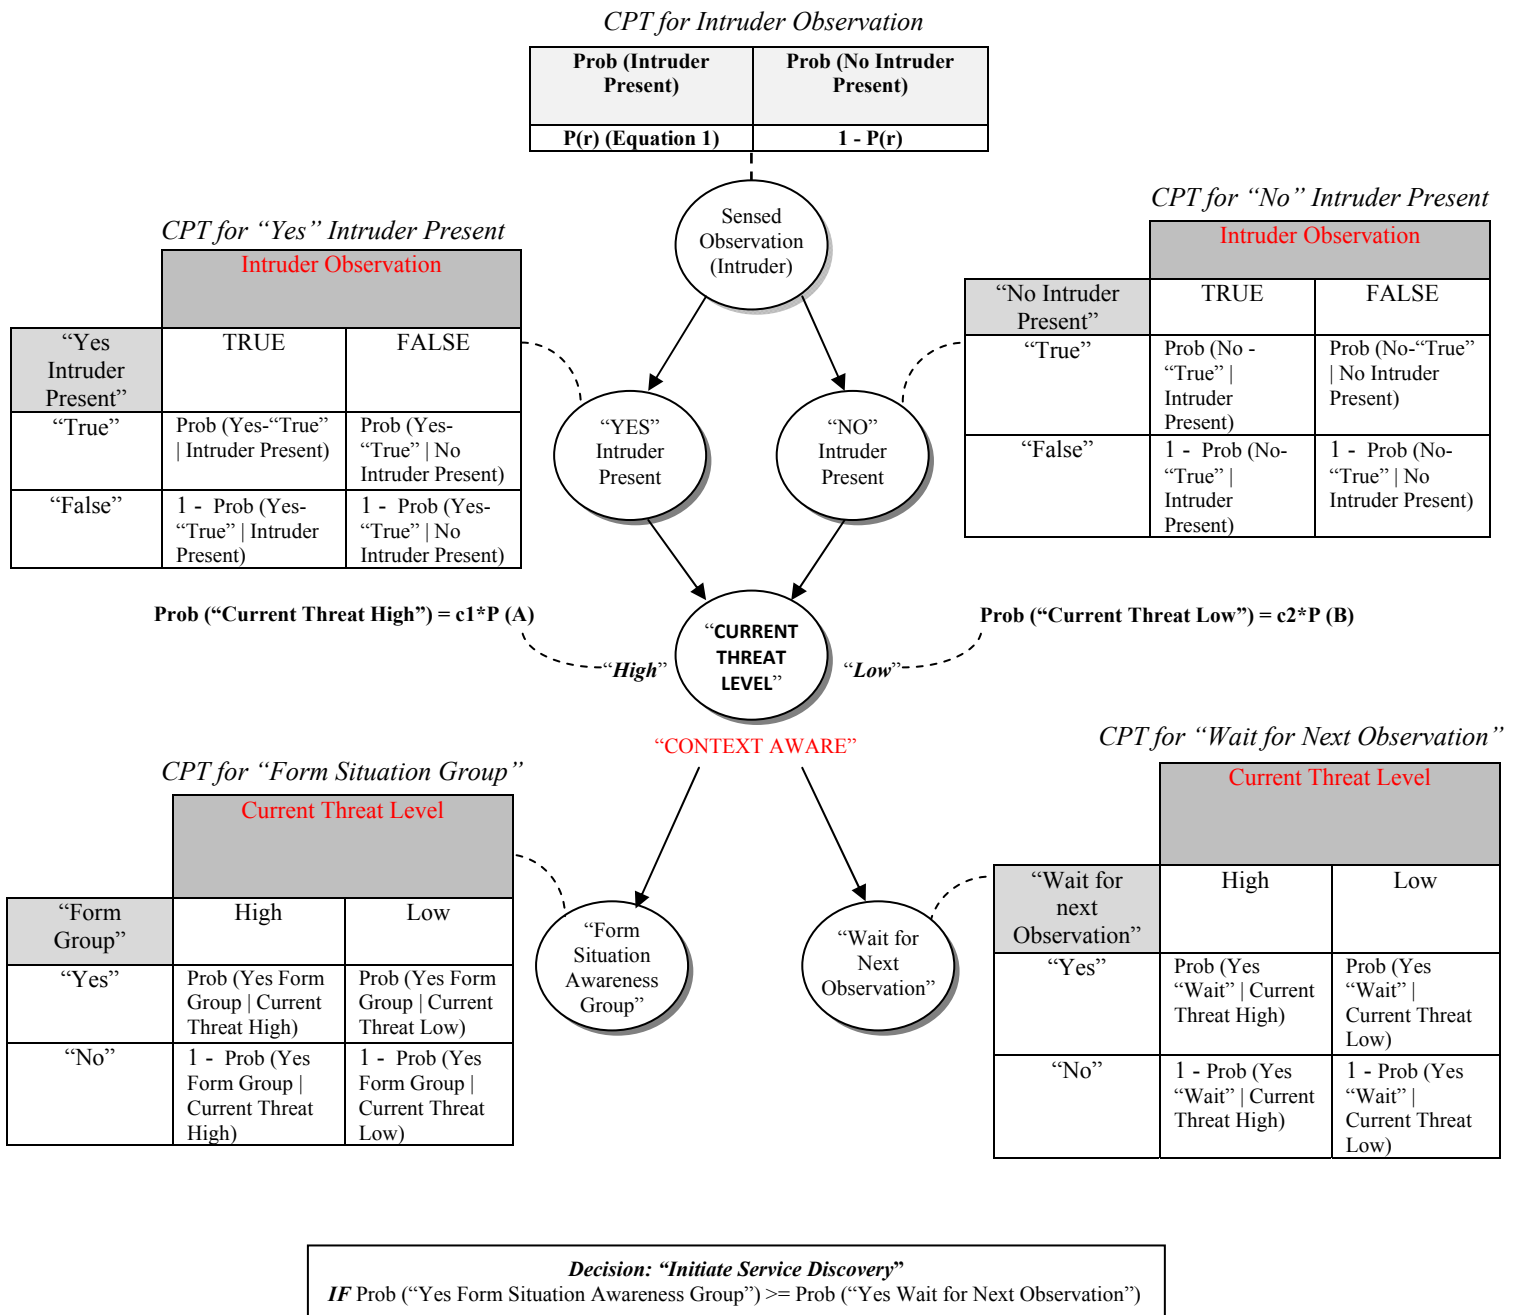 CPT for Intruder Observation
Prob (Intruder
Present)
Prob (No Intruder
Present)
P(r) (Equation 1)
1 - P(r)
Sensed
Observation
(Intruder)
CPT for “Yes” Intruder Present
Intruder Observation
“Yes
Intruder
Present”
TRUE
FALSE
“True”
Prob (Yes-“True”
| Intruder Present)
Prob (Yes-
“True” | No
Intruder Present)
“False”
1 - Prob (Yes-
“True” | Intruder
Present)
1 - Prob (Yes-
“True” | No
Intruder Present)
CPT for “No” Intruder Present
Intruder Observation
“No Intruder
Present”
TRUE
FALSE
“True”
Prob (No -
“True” |
Intruder
Present)
Prob (No-“True”
| No Intruder
Present)
“False”
1 - Prob (No-
“True” |
Intruder
Present)
1 - Prob (No-
“True” | No
Intruder Present)
“YES”
Intruder
Present
“NO”
Intruder
Present
Prob (“Current Threat High”) = c1*P (A)
Prob (“Current Threat Low”) = c2*P (B)
“High”
“CURRENT
THREAT
LEVEL”
“Low”
“CONTEXT AWARE”
CPT for “Form Situation Group”
Current Threat Level
“Form
Group”
High
Low
“Yes”
Prob (Yes Form
Group | Current
Threat High)
Prob (Yes Form
Group | Current
Threat Low)
“No”
1 - Prob (Yes
Form Group |
Current Threat
High)
1 - Prob (Yes
Form Group |
Current Threat
Low)
“Form
Situation
Awareness
Group”
“Wait for
Next
Observation”
CPT for “Wait for Next Observation”
Current Threat Level
“Wait for
next
Observation”
High
Low
“Yes”
Prob (Yes
“Wait” | Current
Threat High)
Prob (Yes
“Wait” |
Current Threat
Low)
“No”
1 - Prob (Yes
“Wait” | Current
Threat High)
1 - Prob (Yes
“Wait” |
Current Threat
Low)
Decision: “Initiate Service Discovery”
IF Prob (“Yes Form Situation Awareness Group”) >= Prob (“Yes Wait for Next Observation”)